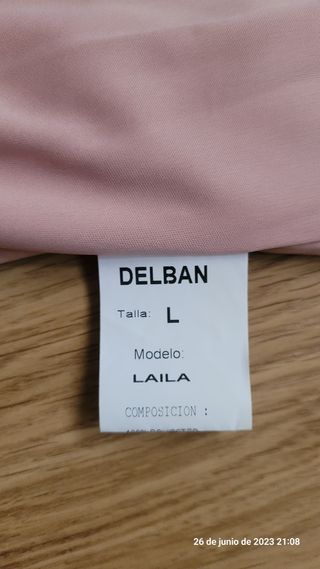 DELBAN
Talla: L
Modelo:
LAILA
COMPOSICION :
26 de junio de 2023 21:08